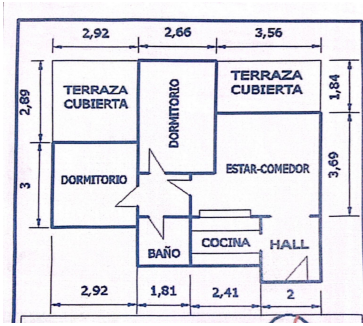 2,92 2,66 3,56
TERRAZA
CUBIERTA
DORMITORIO
TERRAZA
CUBIERTA
2,89
1,84
DORMITORIO
ESTAR-COMEDOR
3
3,69
BAÑO
COCINA
HALL
2,92 1,81 2,41 2